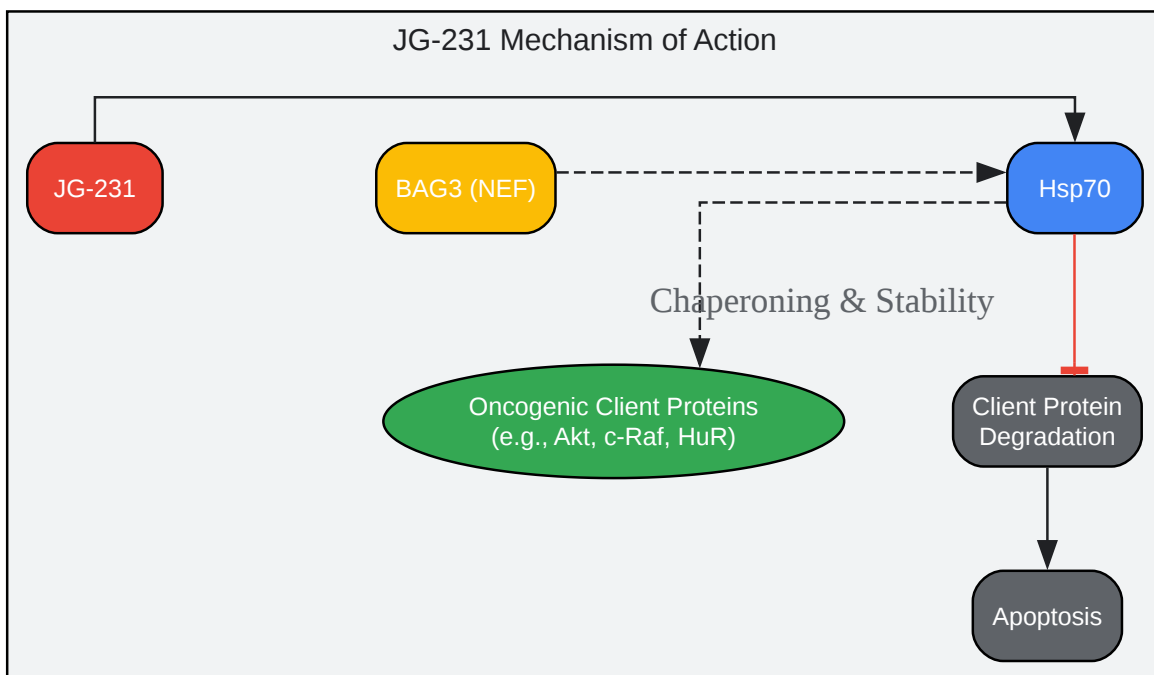 JG-231 Mechanism of Action
JG-231
BAG3 (NEF)
Hsp70
Chaperoning & Stability
Oncogenic Client Proteins
(e.g., Akt, c-Raf, HuR)
Client Protein
Degradation
Apoptosis